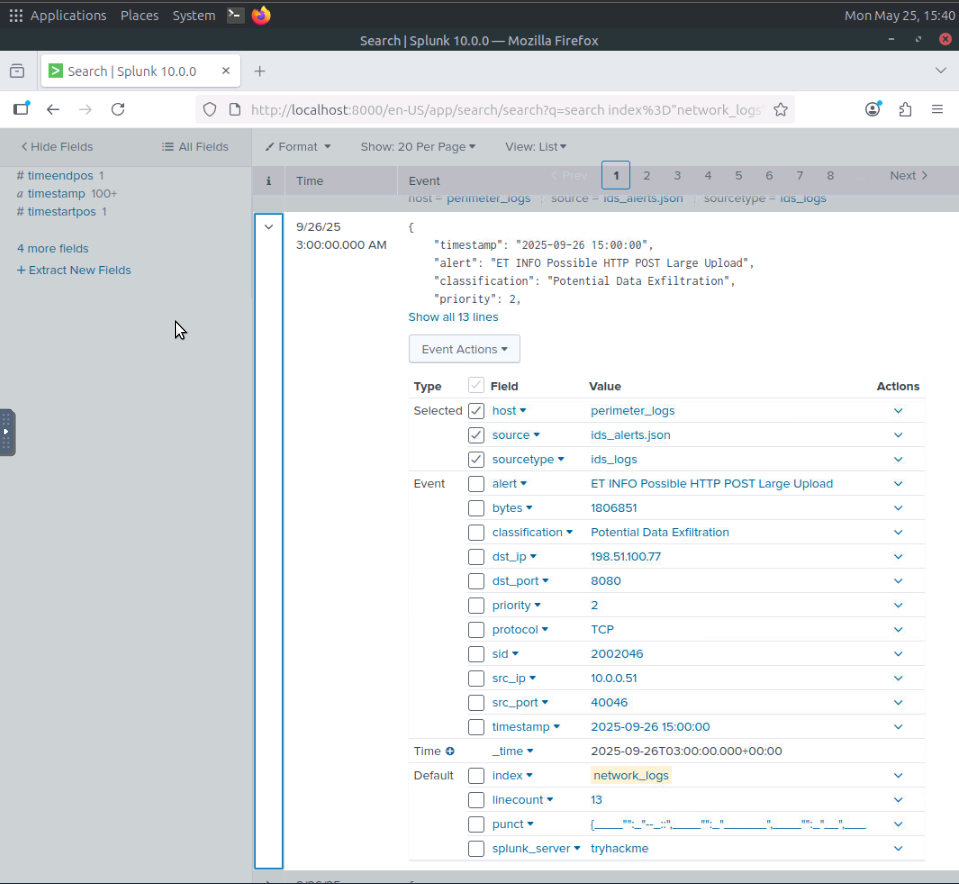 Applications Places System Mon May 25, 15:40
Search | Splunk 10.0.0 — Mozilla Firefox
Search | Splunk 10.0.0
http://localhost:8000/en-US/app/search/search?q=search index%3D"network_logs"
Hide Fields All Fields Format Show: 20 Per Page View: List
i Time Event Prev 1 2 3 4 5 6 7 8 ... Next
# timeendpos 1
a timestamp 100+
# timestartpos 1
4 more fields
+ Extract New Fields
host = perimeter_logs source = ids_alerts.json sourcetype = ids_logs
9/26/25 {
3:00:00.000 AM "timestamp": "2025-09-26 15:00:00",
"alert": "ET INFO Possible HTTP POST Large Upload",
"classification": "Potential Data Exfiltration",
"priority": 2,
Show all 13 lines
Event Actions
Type Field Value Actions
Selected host perimeter_logs
source ids_alerts.json
sourcetype ids_logs
Event alert ET INFO Possible HTTP POST Large Upload
bytes 1806851
classification Potential Data Exfiltration
dst_ip 198.51.100.77
dst_port 8080
priority 2
protocol TCP
sid 2002046
src_ip 10.0.0.51
src_port 40046
timestamp 2025-09-26 15:00:00
Time _time 2025-09-26T03:00:00.000+00:00
Default index network_logs
linecount 13
punct
splunk_server tryhackme
9/26/25 {